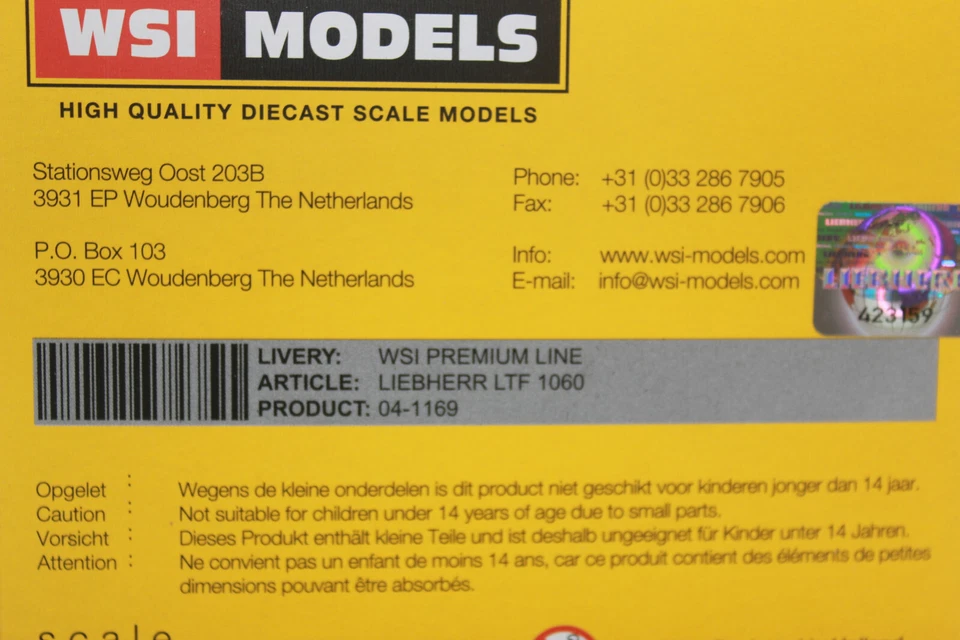 WSI MODELS
HIGH QUALITY DIECAST SCALE MODELS
Stationsweg Oost 203B
3931 EP Woudenberg The Netherlands
P.O. Box 103
3930 EC Woudenberg The Netherlands
Phone: +31 (0)33 286 7905
Fax: +31 (0)33 286 7906
Info: www.wsi-models.com
E-mail: info@wsi-models.com
LIEBHERR
423159
LIVERY: WSI PREMIUM LINE
ARTICLE: LIEBHERR LTF 1060
PRODUCT: 04-1169
Opgelet : Wegens de kleine onderdelen is dit product niet geschikt voor kinderen jonger dan 14 jaar.
Caution : Not suitable for children under 14 years of age due to small parts.
Vorsicht : Dieses Produkt enthält kleine Teile und ist deshalb ungeeignet für Kinder unter 14 Jahren.
Attention : Ne convient pas un enfant de moins 14 ans, car ce produit contient des éléments de petites
dimensions pouvant être absorbés.
scale